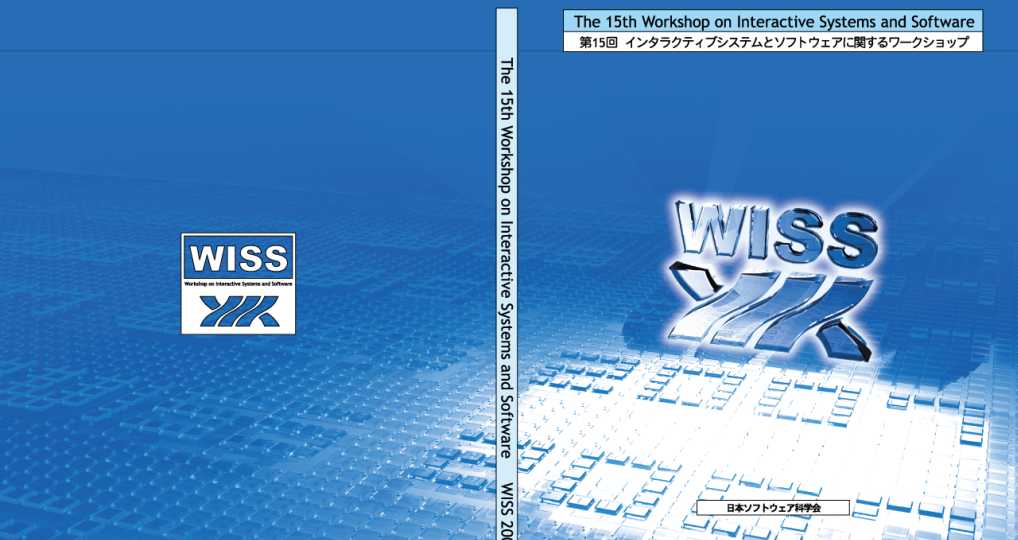 The 15th Workshop on Interactive Systems and Software
第15回 インタラクティブシステムとソフトウェアに関するワークショップ
WISS
日本ソフトウェア科学会
The 15th Workshop on Interactive Systems and Software WISS
WISS
Workshop on Interactive Systems and Software